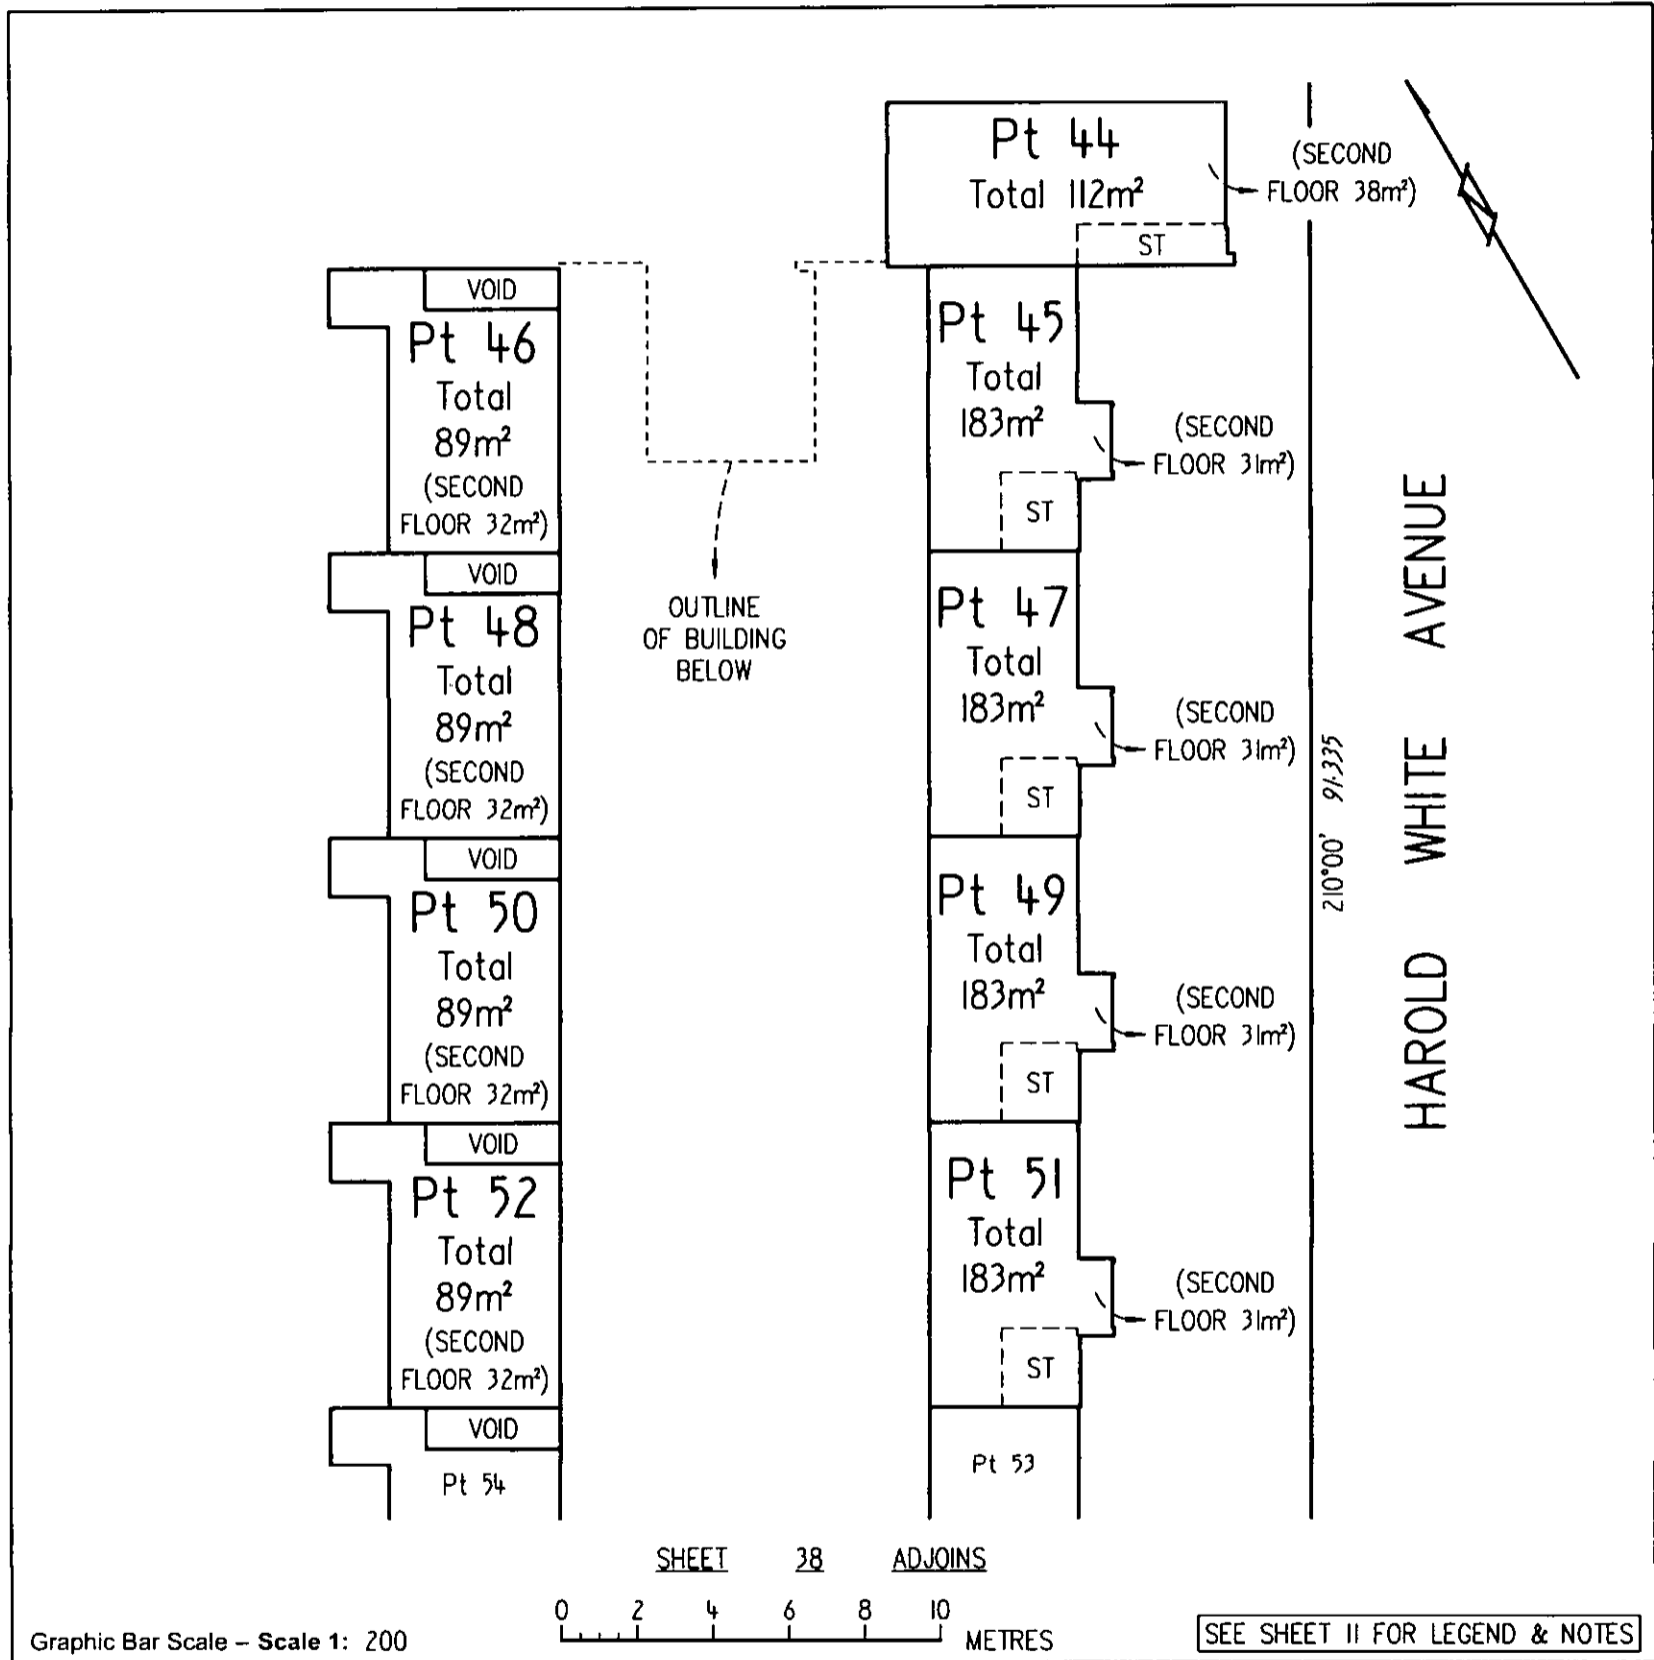 Pt 44
Total 112m²
ST
(SECOND
FLOOR 38m²)
VOID
Pt 46
Total
89m²
(SECOND
FLOOR 32m²)
Pt 45
Total
183m²
ST
(SECOND
FLOOR 31m²)
OUTLINE
OF BUILDING
BELOW
VOID
Pt 48
Total
89m²
(SECOND
FLOOR 32m²)
Pt 47
Total
183m²
ST
(SECOND
FLOOR 31m²)
VOID
Pt 50
Total
89m²
(SECOND
FLOOR 32m²)
Pt 49
Total
183m²
ST
(SECOND
FLOOR 31m²)
VOID
Pt 52
Total
89m²
(SECOND
FLOOR 32m²)
Pt 51
Total
183m²
ST
(SECOND
FLOOR 31m²)
VOID
Pt 54
Pt 53
210°00' 91·335
HAROLD WHITE AVENUE
SHEET 38 ADJOINS
0 2 4 6 8 10
METRES
Graphic Bar Scale – Scale 1: 200
SEE SHEET 11 FOR LEGEND & NOTES